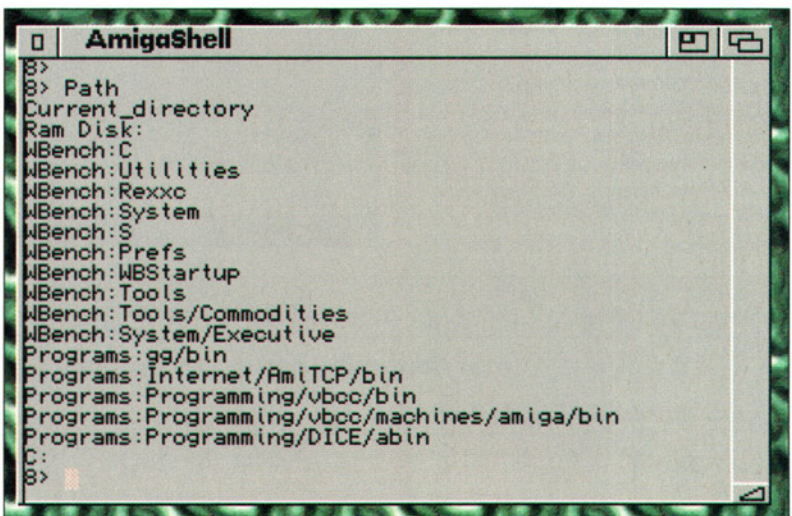 AmigaShell
8>
8> Path
Current_directory
Ram Disk:
WBench:C
WBench:Utilities
WBench:Rexxc
WBench:System
WBench:S
WBench:Prefs
WBench:WBStartup
WBench:Tools
WBench:Tools/Commodities
WBench:System/Executive
Programs:gg/bin
Programs:Internet/AmiTCP/bin
Programs:Programming/vbcc/bin
Programs:Programming/vbcc/machines/amiga/bin
Programs:Programming/DICE/abin
C:
8>